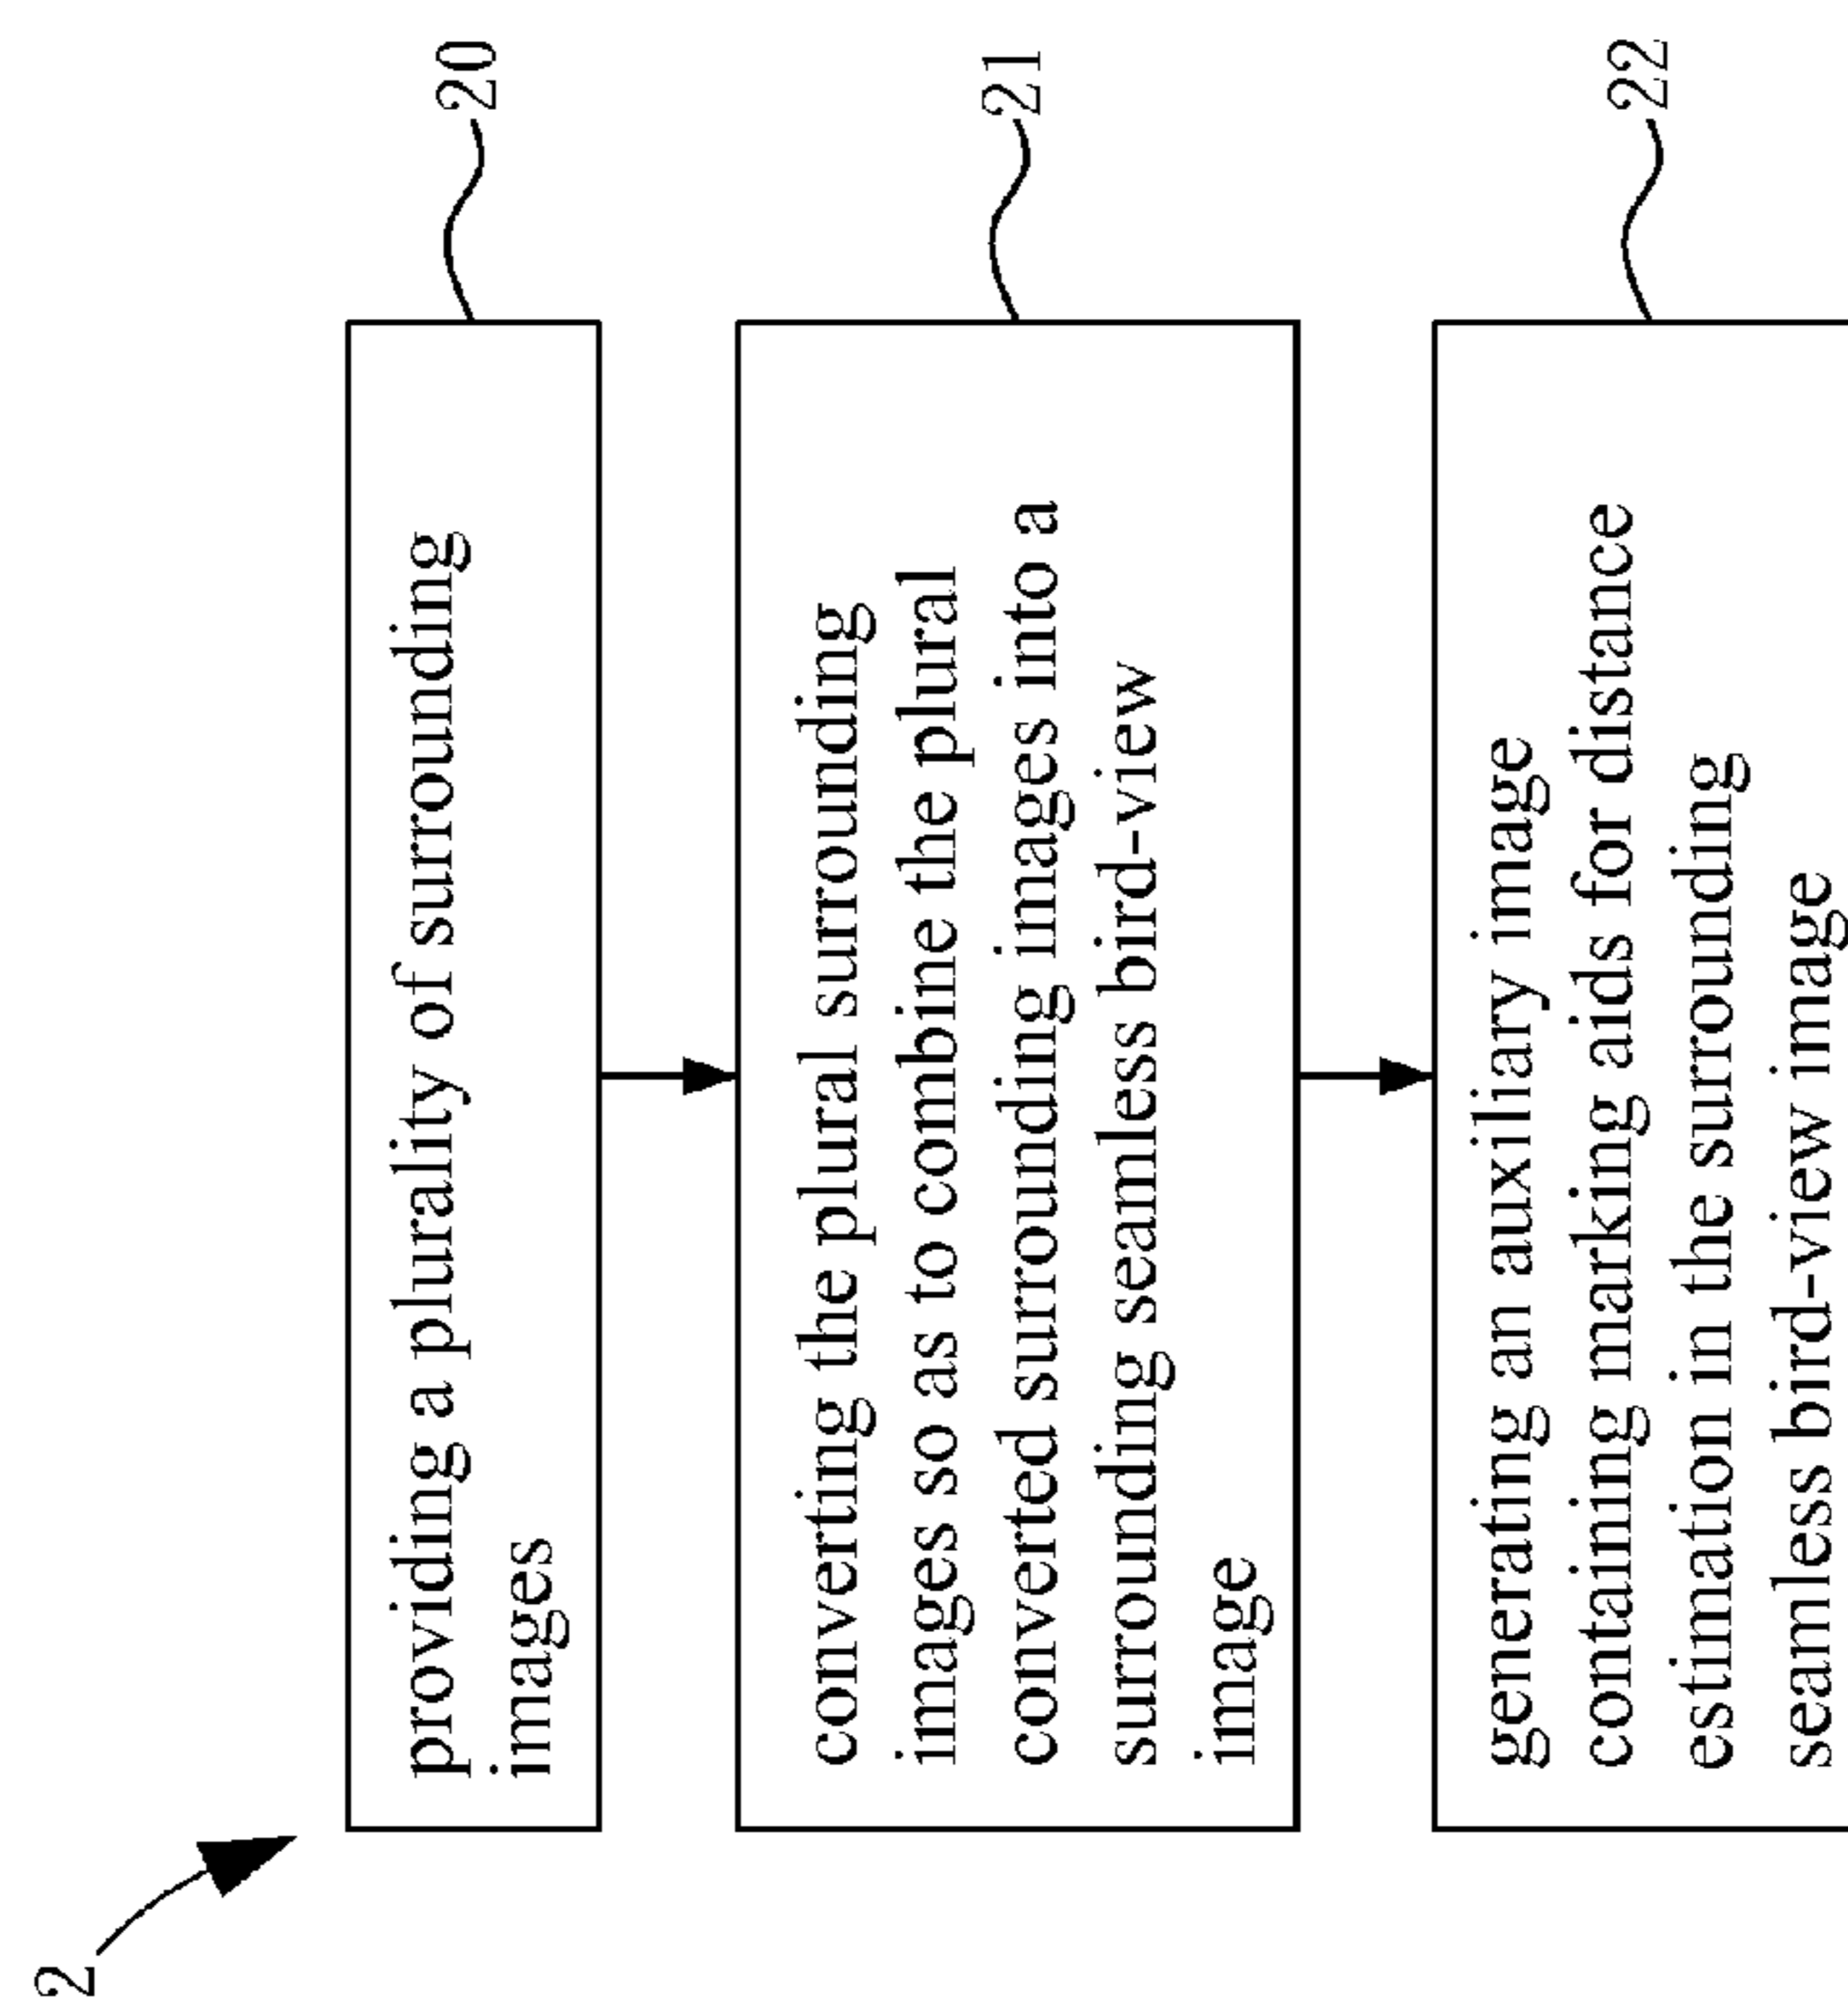 2
20
providing a plurality of surrounding
images
21
converting the plural surrounding
images so as to combine the plural
converted surrounding images into a
surrounding seamless bird-view
image
22
generating an auxiliary image
containing marking aids for distance
estimation in the surrounding
seamless bird-view image